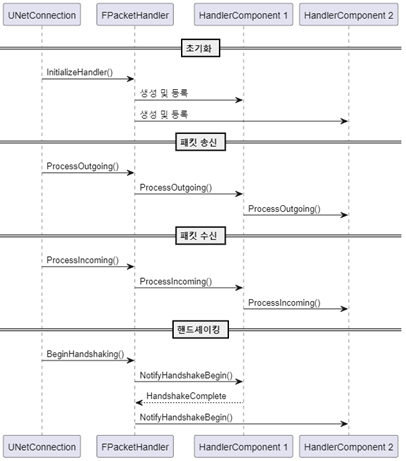 UNetConnection FPacketHandler HandlerComponent 1 HandlerComponent 2
초기화
InitializeHandler()
생성 및 등록
생성 및 등록
패킷 송신
ProcessOutgoing()
ProcessOutgoing()
ProcessOutgoing()
패킷 수신
ProcessIncoming()
ProcessIncoming()
ProcessIncoming()
핸드셰이킹
BeginHandshaking()
NotifyHandshakeBegin()
HandshakeComplete
NotifyHandshakeBegin()
UNetConnection FPacketHandler HandlerComponent 1 HandlerComponent 2